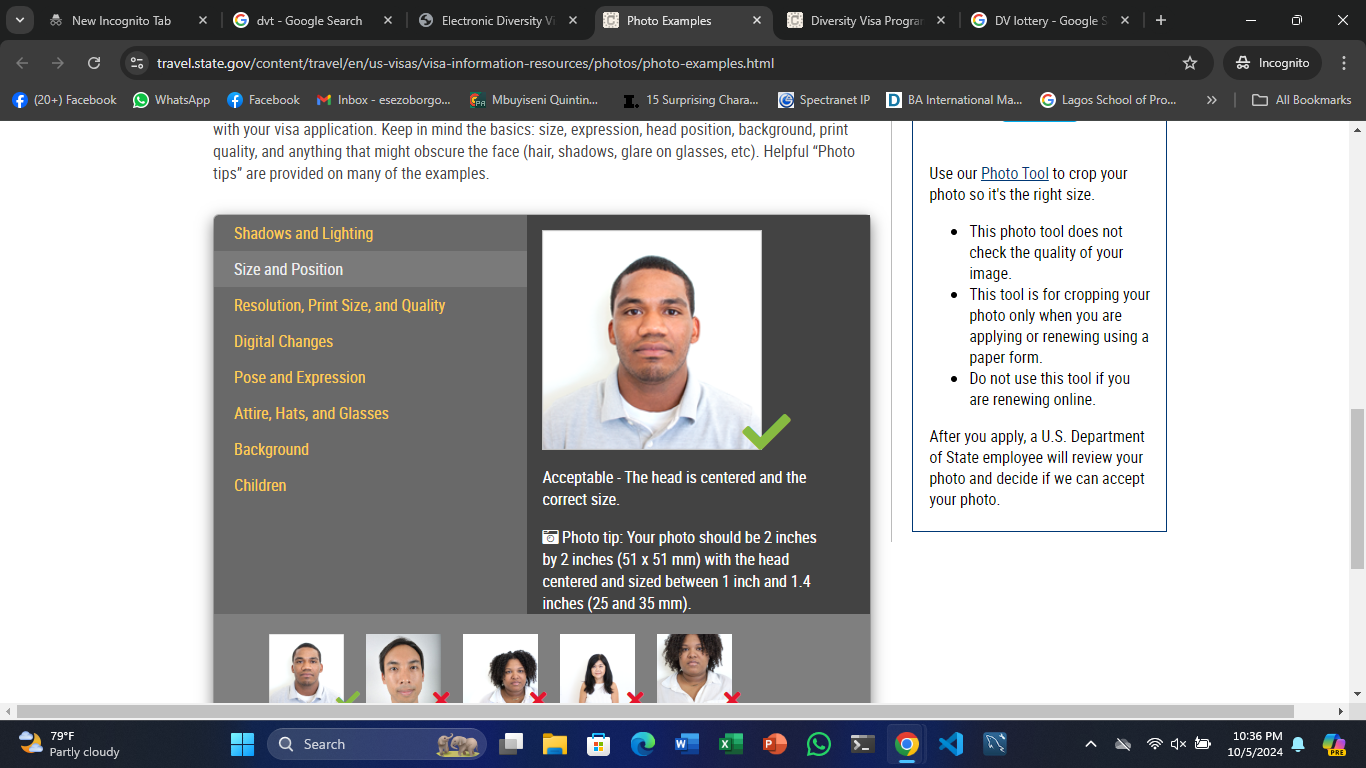 New Incognito Tab
dvt - Google Search
Electronic Diversity Vi
Photo Examples
Diversity Visa Program
DV lottery - Google S
travel.state.gov/content/travel/en/us-visas/visa-information-resources/photos/photo-examples.html
Incognito
(20+) Facebook
WhatsApp
Facebook
Inbox - esezoborgo...
Mbuyiseni Quintin...
15 Surprising Chara...
Spectranet IP
BA International Ma...
Lagos School of Pro...
All Bookmarks
with your visa application. Keep in mind the basics: size, expression, head position, background, print
quality, and anything that might obscure the face (hair, shadows, glare on glasses, etc). Helpful “Photo
tips” are provided on many of the examples.
Shadows and Lighting
Size and Position
Resolution, Print Size, and Quality
Digital Changes
Pose and Expression
Attire, Hats, and Glasses
Background
Children
Acceptable - The head is centered and the
correct size.
Photo tip: Your photo should be 2 inches
by 2 inches (51 x 51 mm) with the head
centered and sized between 1 inch and 1.4
inches (25 and 35 mm).
Use our Photo Tool to crop your
photo so it's the right size.
• This photo tool does not
check the quality of your
image.
• This tool is for cropping your
photo only when you are
applying or renewing using a
paper form.
• Do not use this tool if you
are renewing online.
After you apply, a U.S. Department
of State employee will review your
photo and decide if we can accept
your photo.
79°F
Partly cloudy
Search
10:36 PM
10/5/2024
PRE